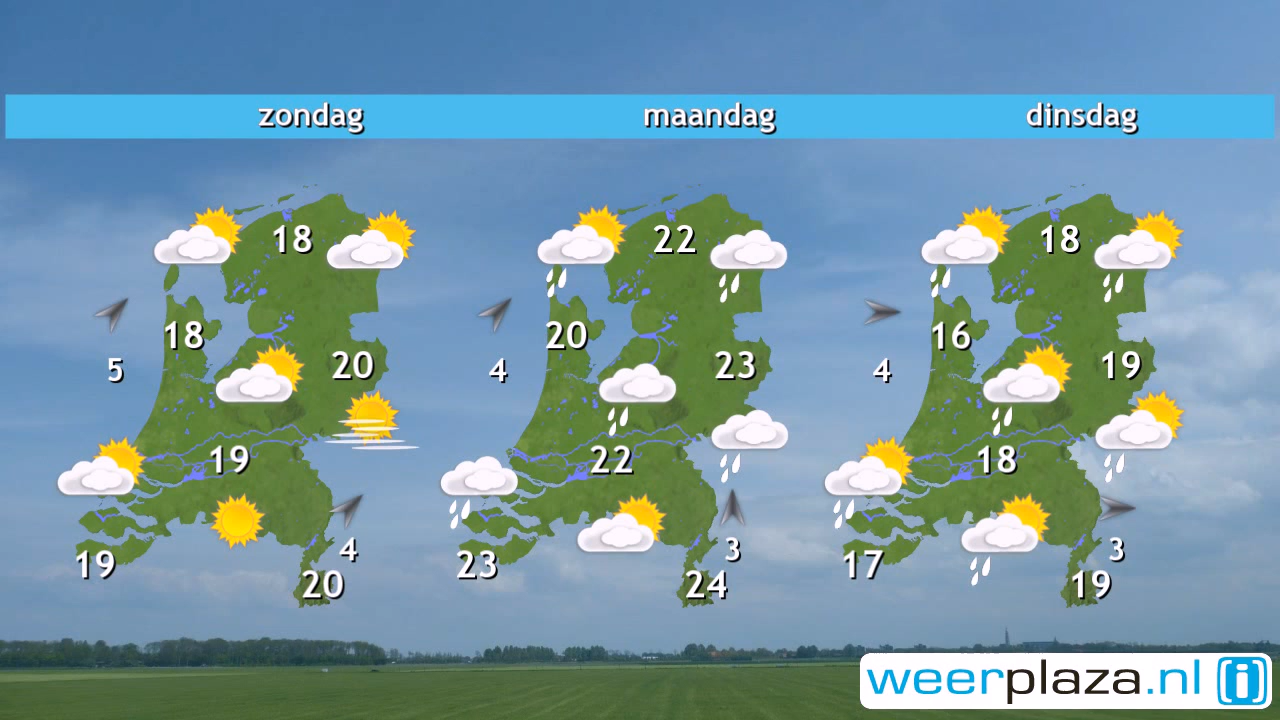 zondag maandag dinsdag
18 22 18
18 20 16
5 20 4 23 4 19
19 22 18
19 4 23 3 17 3
20 24 19
weerplaza.nl